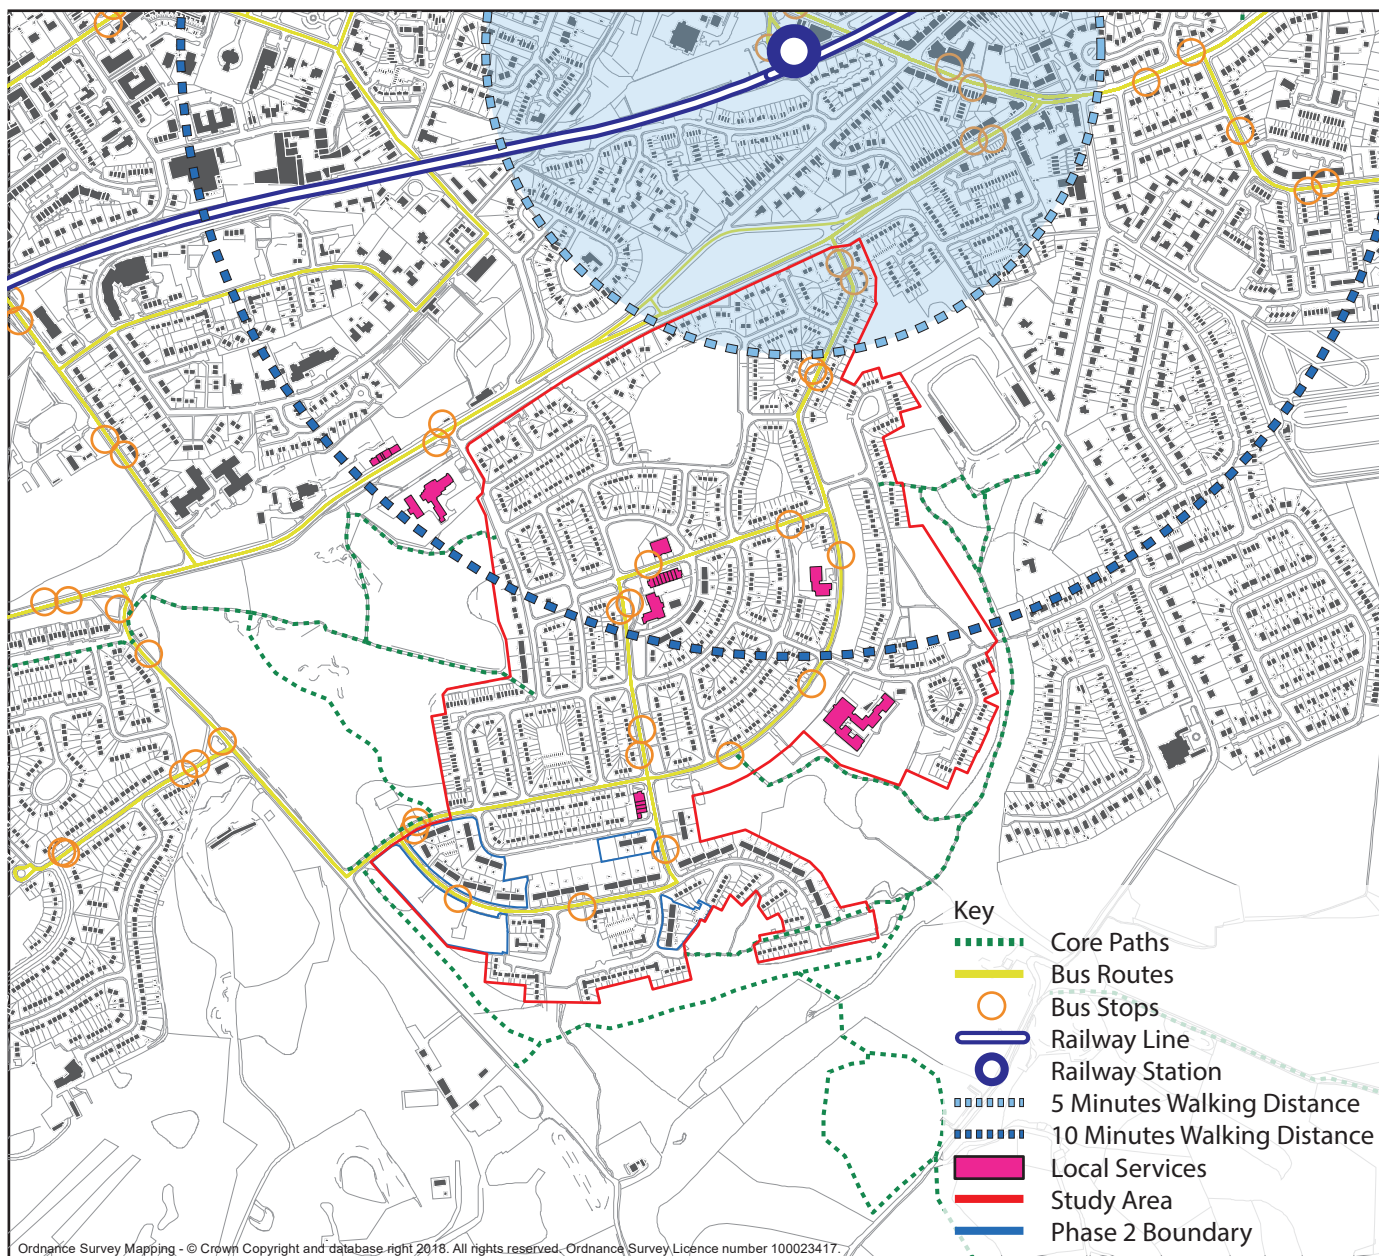 Key
Core Paths
Bus Routes
Bus Stops
Railway Line
Railway Station
5 Minutes Walking Distance
10 Minutes Walking Distance
Local Services
Study Area
Phase 2 Boundary
Ordnance Survey Mapping - © Crown Copyright and database right 2018. All rights reserved. Ordnance Survey Licence number 100023417.